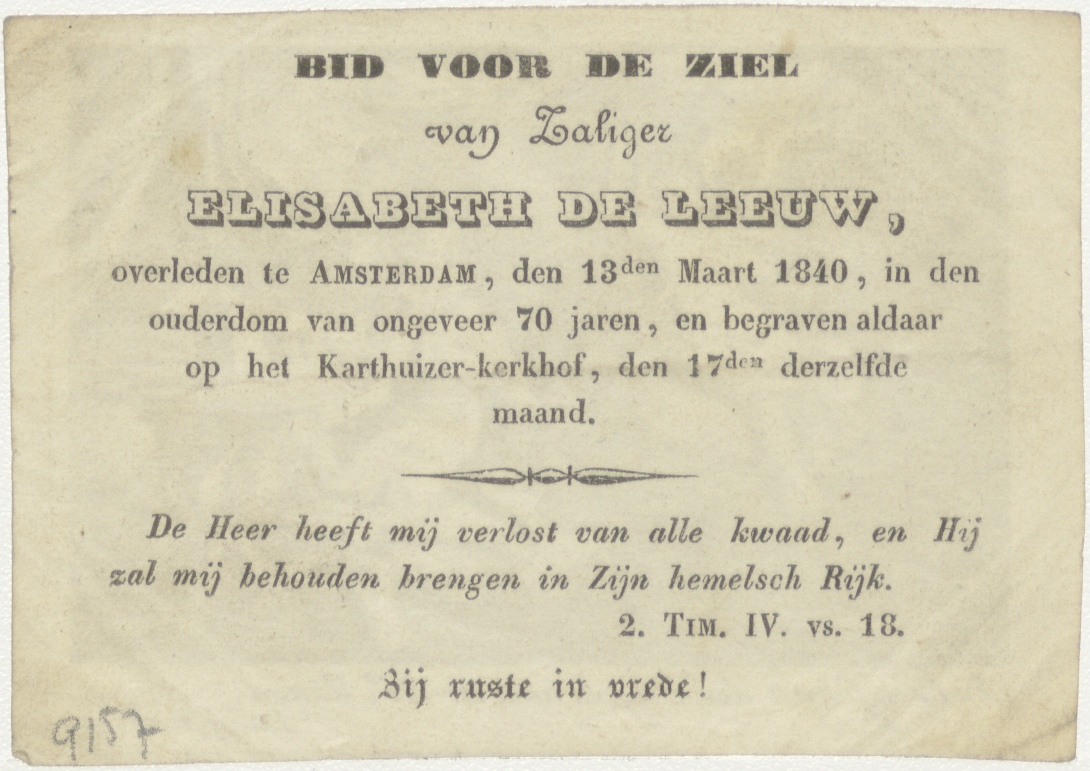 BID VOOR DE ZIEL
van Zaliger
ELISABETH DE LEEUW,
overleden te AMSTERDAM, den 13den Maart 1840, in den
ouderdom van ongeveer 70 jaren, en begraven aldaar
op het Karthuizer-kerkhof, den 17den derzelfde
maand.
De Heer heeft mij verlost van alle kwaad, en Hij
zal mij behouden brengen in Zijn hemelsch Rijk.
2. TIM. IV. vs. 18.
Zij ruste in vrede!
9157